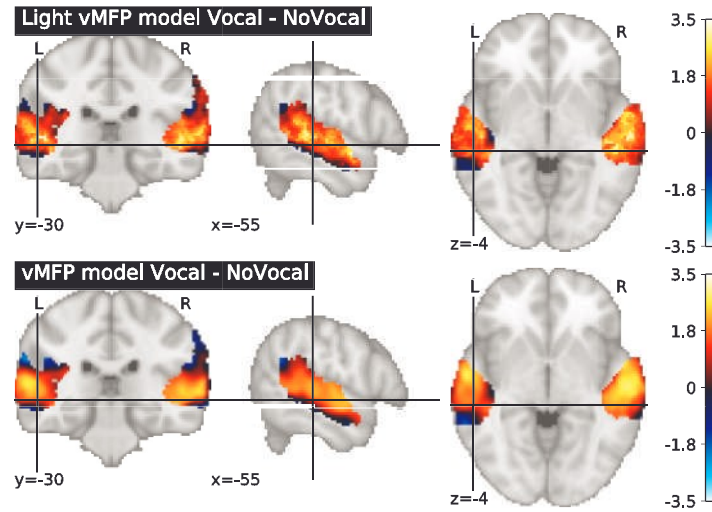 Light vMFP model Vocal - NoVocal
L R
L R
y=-30 x=-55 z=-4
3.5
1.8
0
-1.8
-3.5
vMFP model Vocal - NoVocal
L R
L R
y=-30 x=-55 z=-4
3.5
1.8
0
-1.8
-3.5